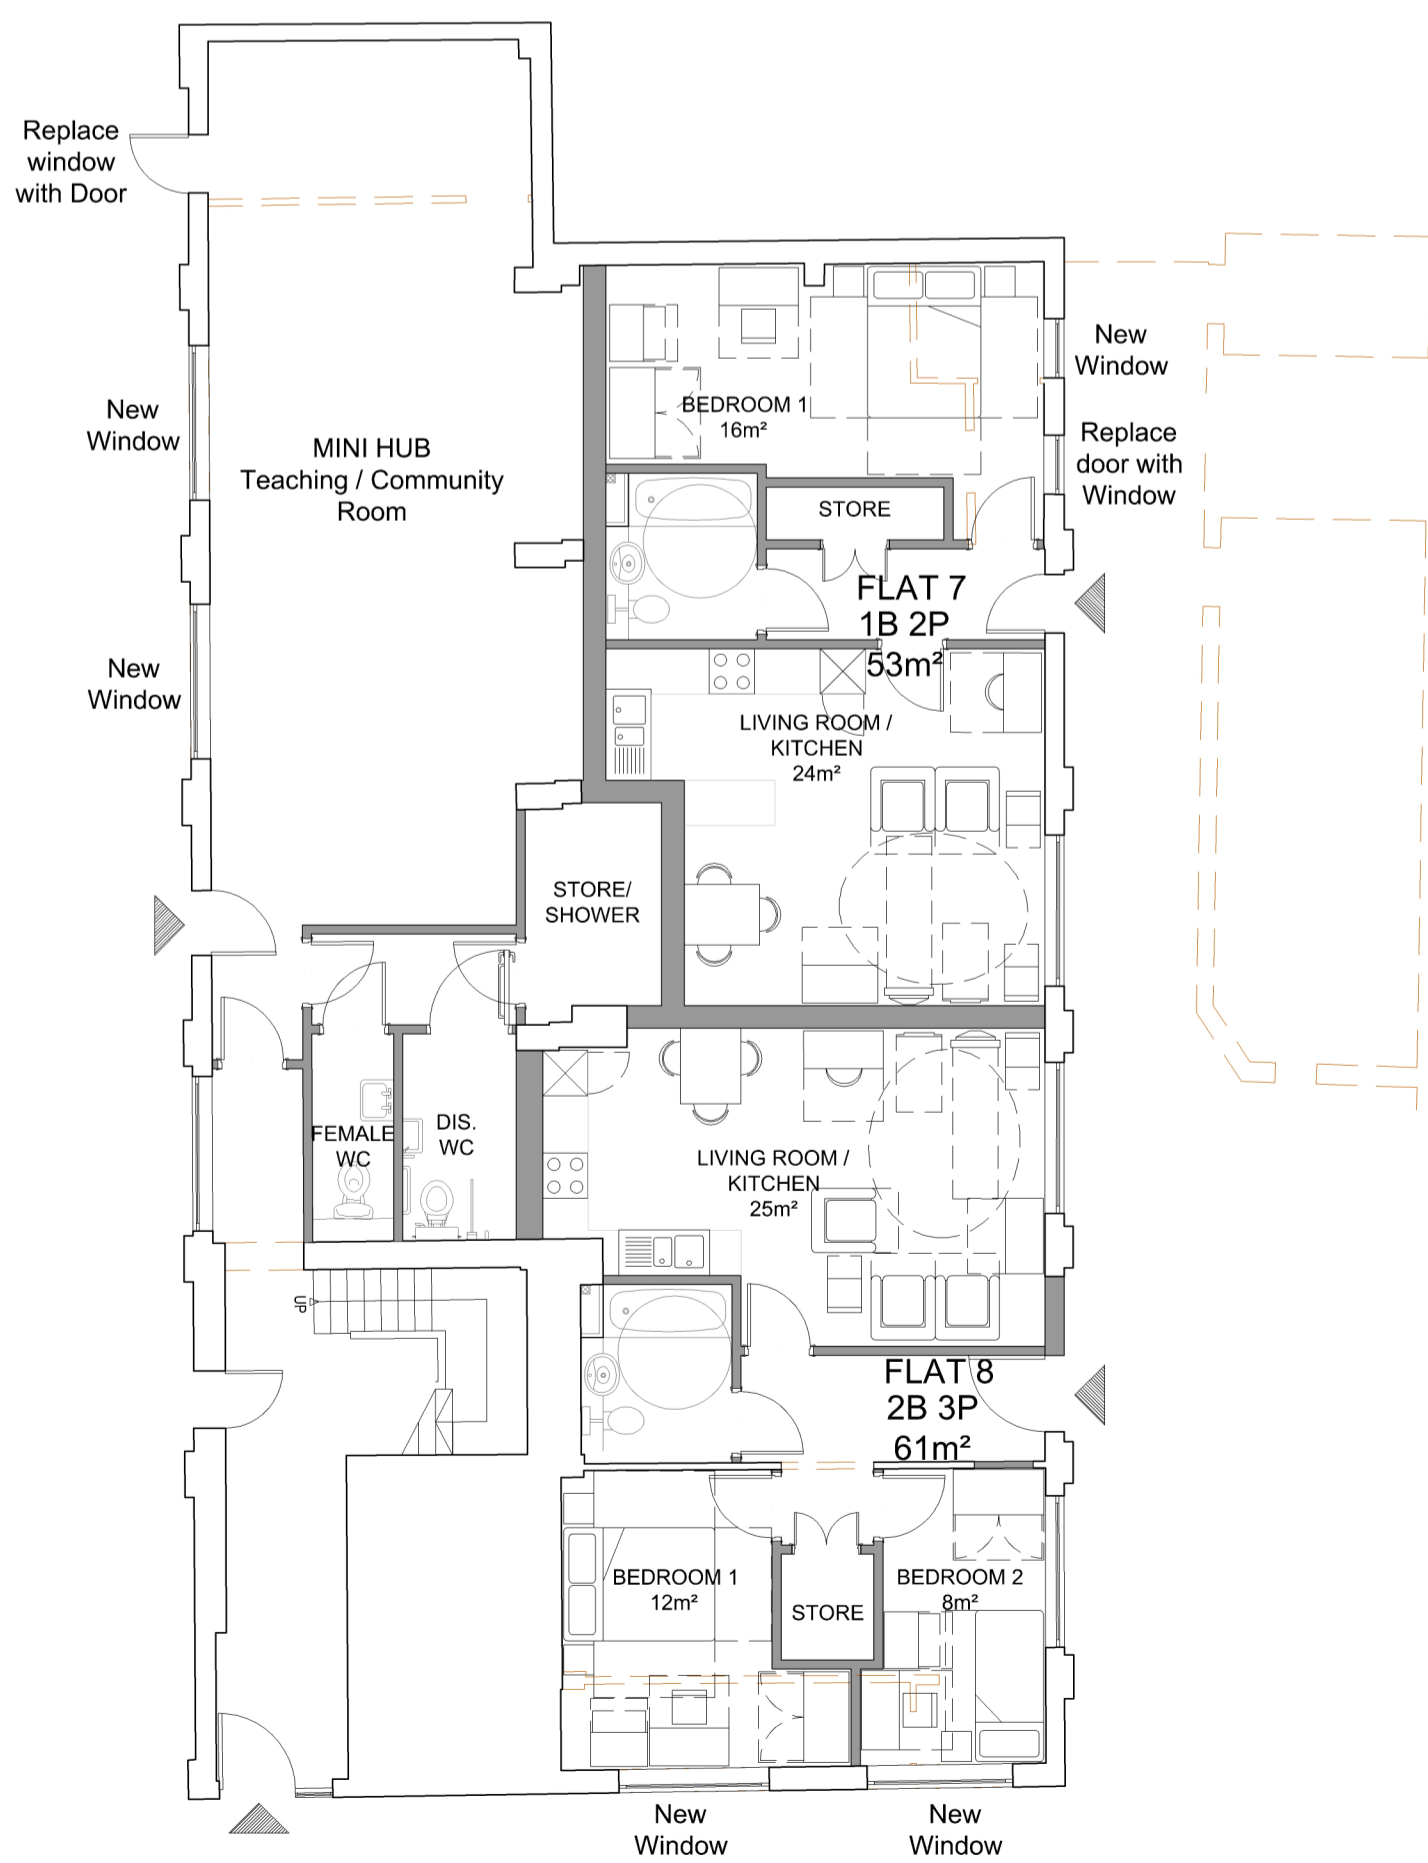 Replace
window
with Door
New
Window
New
Window
Replace
door with
Window
BEDROOM 1
16m²
MINI HUB
Teaching / Community
Room
STORE
FLAT 7
1B 2P
53m²
New
Window
LIVING ROOM /
KITCHEN
24m²
STORE/
SHOWER
FEMALE
WC
DIS.
WC
LIVING ROOM /
KITCHEN
25m²
UP
FLAT 8
2B 3P
61m²
BEDROOM 1
12m²
STORE
BEDROOM 2
8m²
New
Window
New
Window